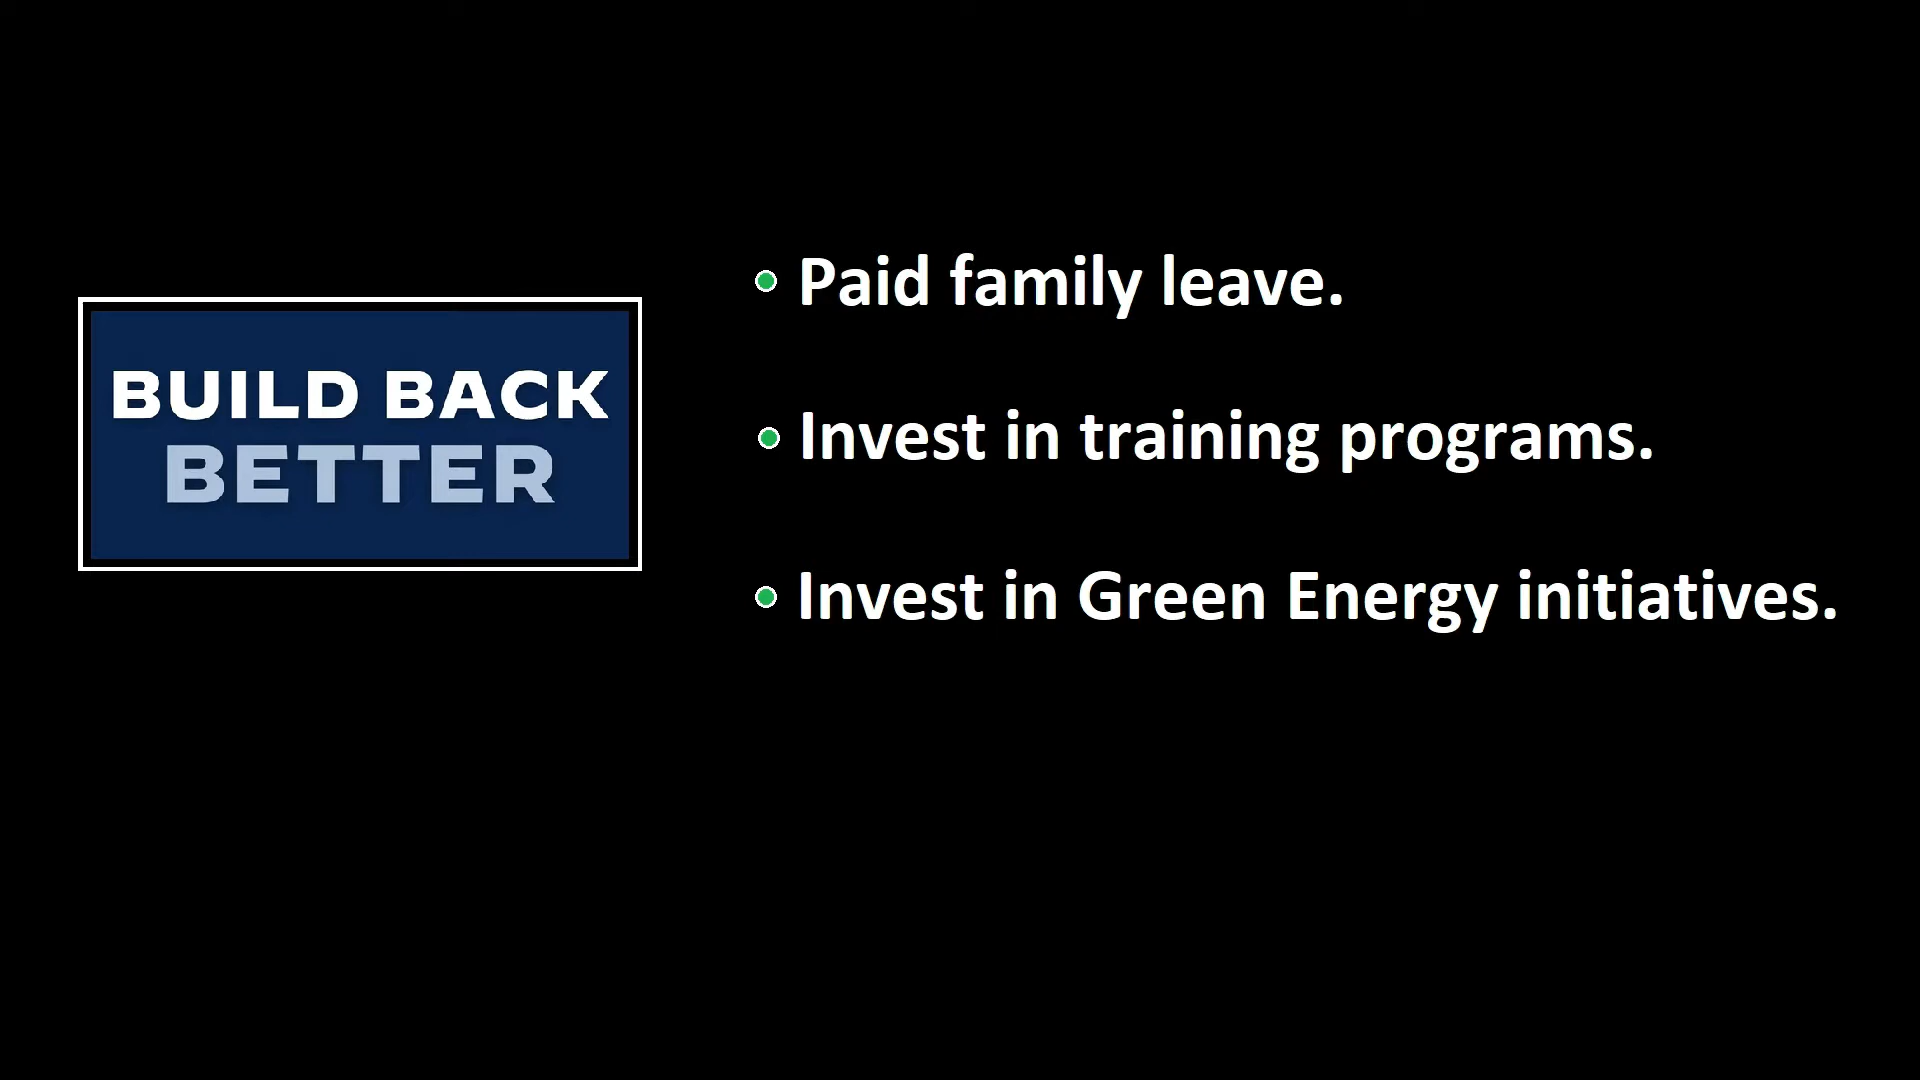 BUILD BACK
BETTER
Paid family leave.
Invest in training programs.
Invest in Green Energy initiatives.